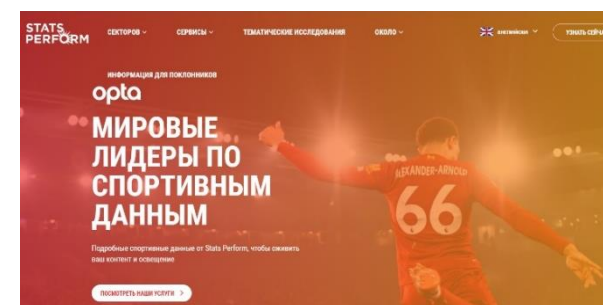 STATS PERFORM
СЕКТОРОВ
СЕРВИСЫ
ТЕМАТИЧЕСКИЕ ИССЛЕДОВАНИЯ
ОКОЛО
АНГЛИЙСКИЙ
УЗНАТЬ СЕЙЧА
ИНФОРМАЦИЯ ДЛЯ ПОКЛОННИКОВ
opta
МИРОВЫЕ
ЛИДЕРЫ ПО
СПОРТИВНЫМ
ДАННЫМ
ALEXANDER-ARNOLD
66
Подробные спортивные данные от Stats Perform, чтобы оживить
ваш контент и освещение
ПОСМОТРЕТЬ НАШИ УСЛУГИ >